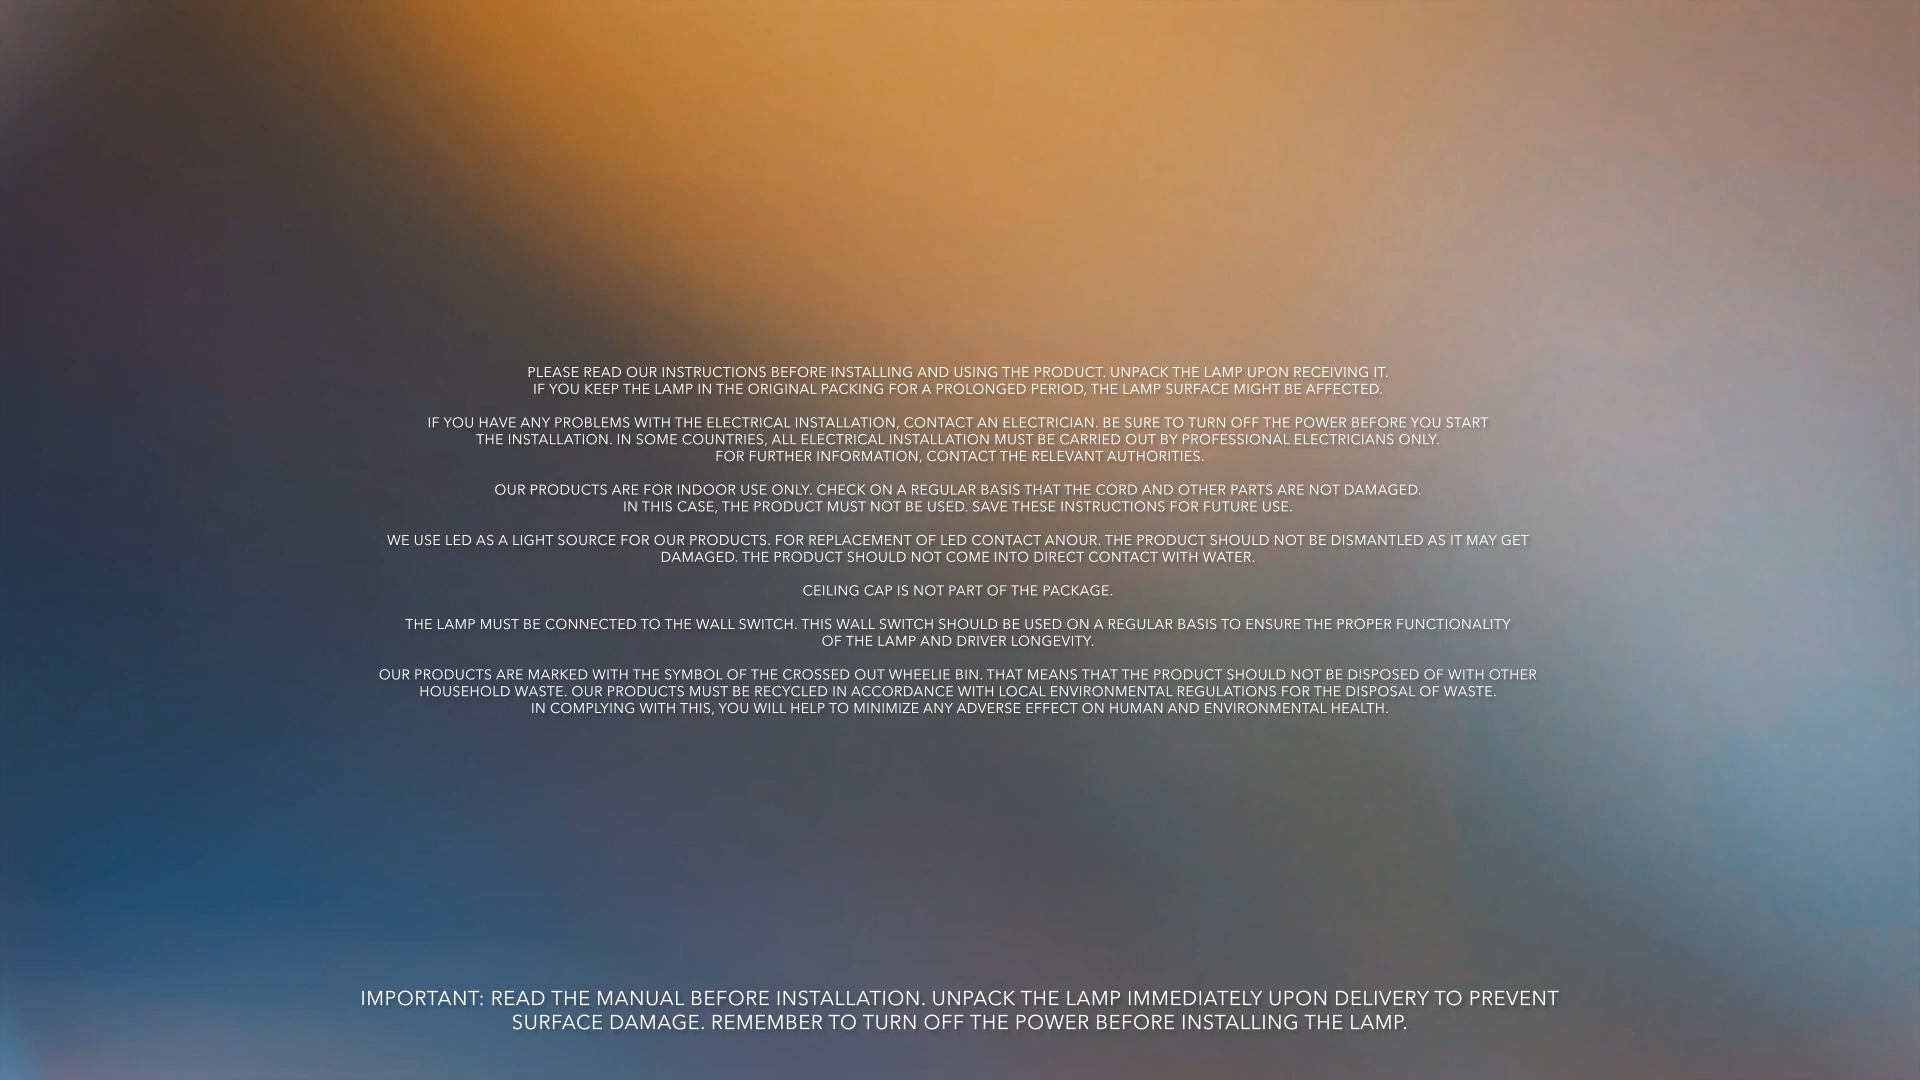 PLEASE READ OUR INSTRUCTIONS BEFORE INSTALLING AND USING THE PRODUCT. UNPACK THE LAMP UPON RECEIVING IT.
IF YOU KEEP THE LAMP IN THE ORIGINAL PACKING FOR A PROLONGED PERIOD, THE LAMP SURFACE MIGHT BE AFFECTED.
IF YOU HAVE ANY PROBLEMS WITH THE ELECTRICAL INSTALLATION, CONTACT AN ELECTRICIAN. BE SURE TO TURN OFF THE POWER BEFORE YOU START
THE INSTALLATION. IN SOME COUNTRIES, ALL ELECTRICAL INSTALLATION MUST BE CARRIED OUT BY PROFESSIONAL ELECTRICIANS ONLY.
FOR FURTHER INFORMATION, CONTACT THE RELEVANT AUTHORITIES.
OUR PRODUCTS ARE FOR INDOOR USE ONLY. CHECK ON A REGULAR BASIS THAT THE CORD AND OTHER PARTS ARE NOT DAMAGED.
IN THIS CASE, THE PRODUCT MUST NOT BE USED. SAVE THESE INSTRUCTIONS FOR FUTURE USE.
WE USE LED AS A LIGHT SOURCE FOR OUR PRODUCTS. FOR REPLACEMENT OF LED CONTACT ANOUR. THE PRODUCT SHOULD NOT BE DISMANTLED AS IT MAY GET
DAMAGED. THE PRODUCT SHOULD NOT COME INTO DIRECT CONTACT WITH WATER.
CEILING CAP IS NOT PART OF THE PACKAGE.
THE LAMP MUST BE CONNECTED TO THE WALL SWITCH. THIS WALL SWITCH SHOULD BE USED ON A REGULAR BASIS TO ENSURE THE PROPER FUNCTIONALITY
OF THE LAMP AND DRIVER LONGEVITY.
OUR PRODUCTS ARE MARKED WITH THE SYMBOL OF THE CROSSED OUT WHEELIE BIN. THAT MEANS THAT THE PRODUCT SHOULD NOT BE DISPOSED OF WITH OTHER
HOUSEHOLD WASTE. OUR PRODUCTS MUST BE RECYCLED IN ACCORDANCE WITH LOCAL ENVIRONMENTAL REGULATIONS FOR THE DISPOSAL OF WASTE.
IN COMPLYING WITH THIS, YOU WILL HELP TO MINIMIZE ANY ADVERSE EFFECT ON HUMAN AND ENVIRONMENTAL HEALTH.
IMPORTANT: READ THE MANUAL BEFORE INSTALLATION. UNPACK THE LAMP IMMEDIATELY UPON DELIVERY TO PREVENT
SURFACE DAMAGE. REMEMBER TO TURN OFF THE POWER BEFORE INSTALLING THE LAMP.